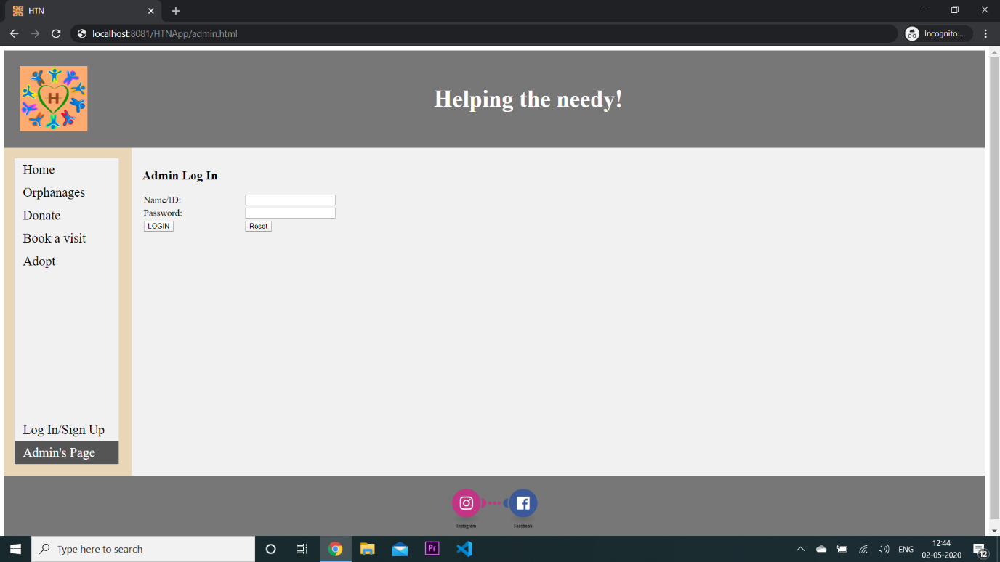 HTN
localhost:8081/HTNApp/admin.html
Incognito...
H
Helping the needy!
Home
Orphanages
Donate
Book a visit
Adopt
Log In/Sign Up
Admin's Page
Admin Log In
Name/ID:
Password:
LOGIN Reset
Instagram Facebook
Type here to search
Pr
ENG
12:44
02-05-2020
12